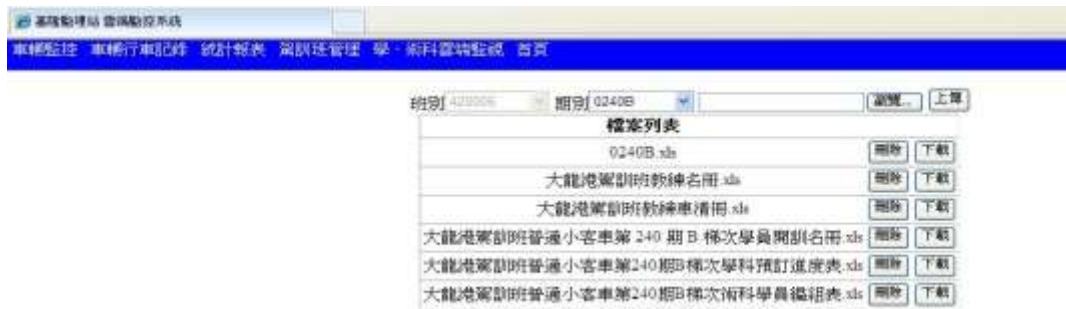 基隆監理站 雲端監控系統
車輛監控 車輛行車記錄 統計報表 駕訓班管理 學、術科雲端監視 首頁
班別 期別 0240B 瀏覽... 上傳
檔案列表
0240B.xls 刪除 下載
大龍港駕訓班教練名冊.xls 刪除 下載
大龍港駕訓班教練車清冊.xls 刪除 下載
大龍港駕訓班普通小客車第 240 期 B 梯次學員開訓名冊.xls 刪除 下載
大龍港駕訓班普通小客車第240期B梯次學科預訂進度表.xls 刪除 下載
大龍港駕訓班普通小客車第240期B梯次術科學員編組表.xls 刪除 下載